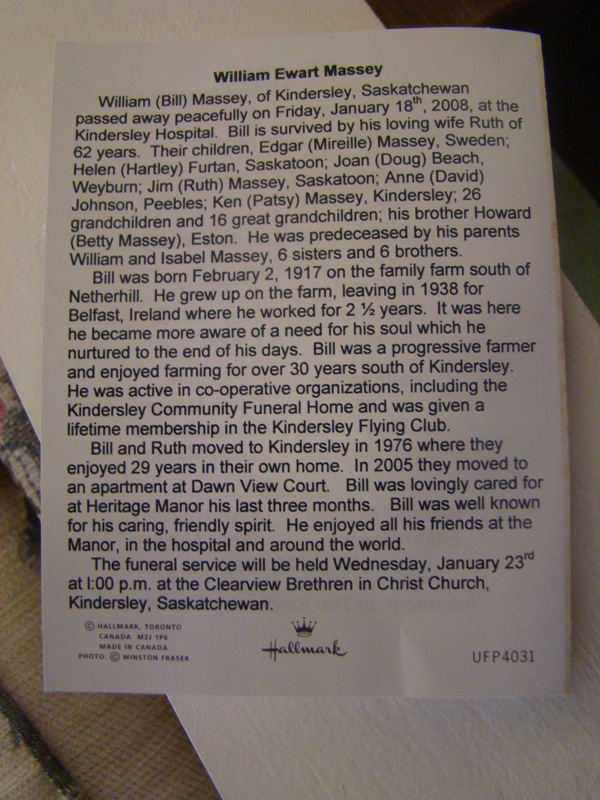 William Ewart Massey
William (Bill) Massey, of Kindersley, Saskatchewan
passed away peacefully on Friday, January 18th, 2008, at the
Kindersley Hospital. Bill is survived by his loving wife Ruth of
62 years. Their children, Edgar (Mireille) Massey, Sweden;
Helen (Hartley) Furtan, Saskatoon; Joan (Doug) Beach,
Weyburn; Jim (Ruth) Massey, Saskatoon; Anne (David)
Johnson, Peebles; Ken (Patsy) Massey, Kindersley; 26
grandchildren and 16 great grandchildren; his brother Howard
(Betty Massey), Eston. He was predeceased by his parents
William and Isabel Massey, 6 sisters and 6 brothers.
Bill was born February 2, 1917 on the family farm south of
Netherhill. He grew up on the farm, leaving in 1938 for
Belfast, Ireland where he worked for 2 ½ years. It was here
he became more aware of a need for his soul which he
nurtured to the end of his days. Bill was a progressive farmer
and enjoyed farming for over 30 years south of Kindersley.
He was active in co-operative organizations, including the
Kindersley Community Funeral Home and was given a
lifetime membership in the Kindersley Flying Club.
Bill and Ruth moved to Kindersley in 1976 where they
enjoyed 29 years in their own home. In 2005 they moved to
an apartment at Dawn View Court. Bill was lovingly cared for
at Heritage Manor his last three months. Bill was well known
for his caring, friendly spirit. He enjoyed all his friends at the
Manor, in the hospital and around the world.
The funeral service will be held Wednesday, January 23rd
at l:00 p.m. at the Clearview Brethren in Christ Church,
Kindersley, Saskatchewan.
© HALLMARK, TORONTO
CANADA M2J 1P6
MADE IN CANADA
PHOTO: © WINSTON FRASER
Hallmark
UFP4031